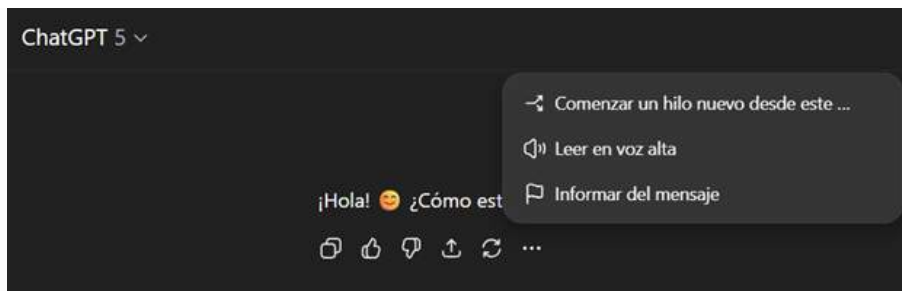 ChatGPT 5
Comenzar un hilo nuevo desde este ...
Leer en voz alta
¡Hola! 😊 ¿Cómo est
Informar del mensaje